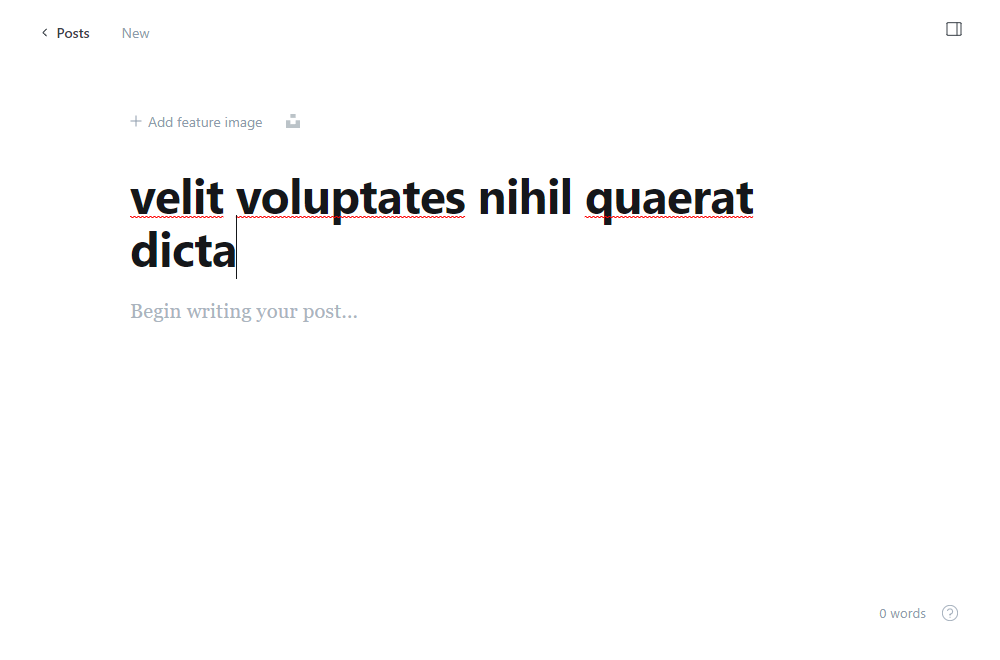 Posts New
Add feature image
velit voluptates nihil quaerat
dicta
Begin writing your post...
0 words